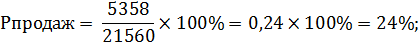 Рпродаж = 5358/21560 × 100% = 0,24 × 100% = 24%;